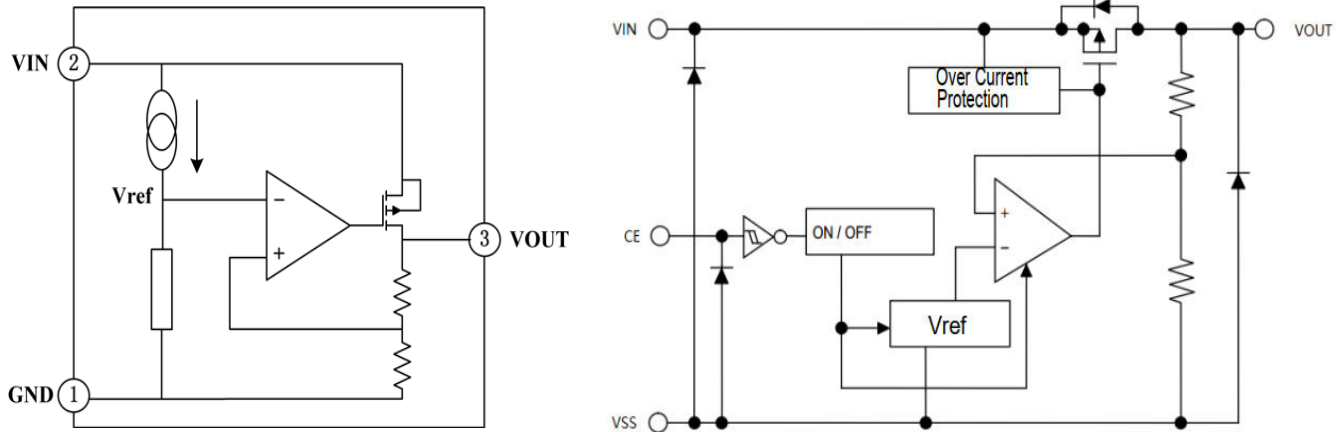 VIN 2
Vref
−
+
3 VOUT
GND 1
VIN
VOUT
Over Current
Protection
+
−
CE
ON / OFF
Vref
VSS